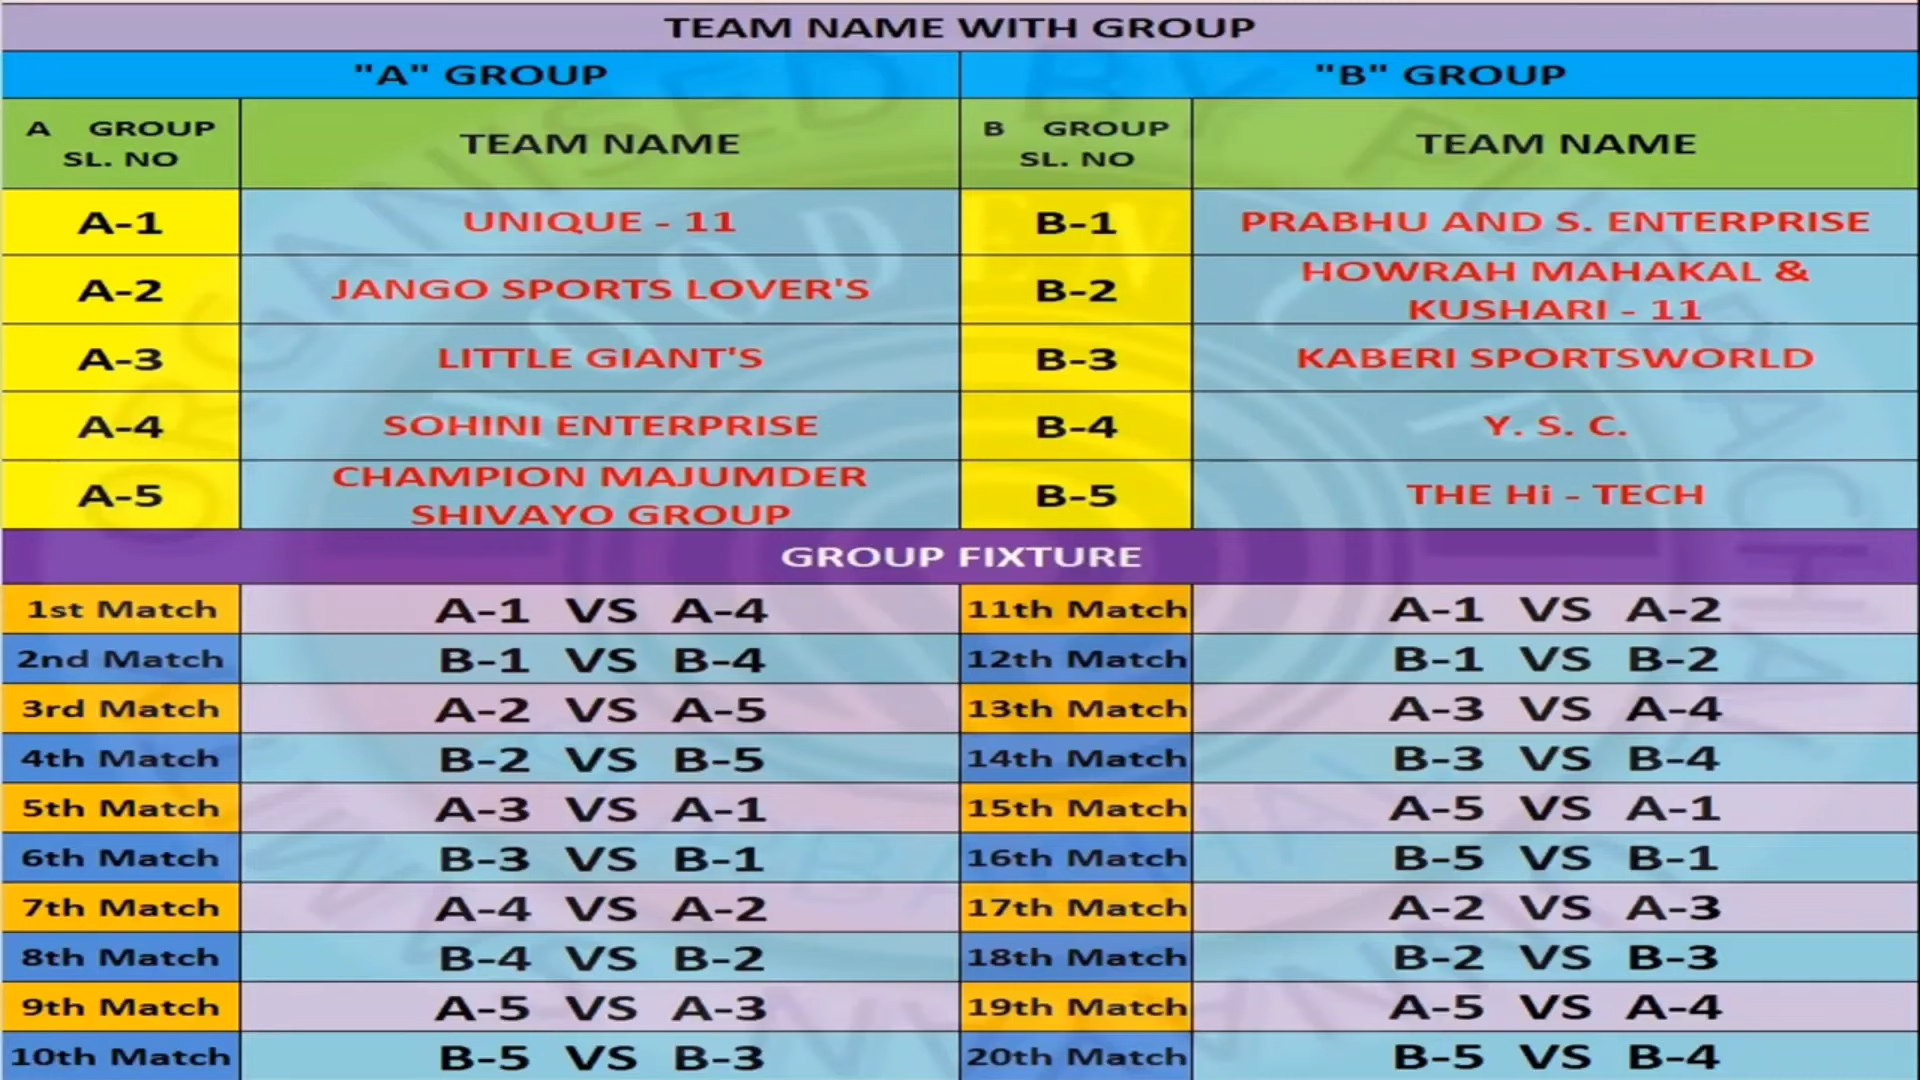 TEAM NAME WITH GROUP
"A" GROUP
"B" GROUP
A GROUP SL. NO
TEAM NAME
B GROUP SL. NO
TEAM NAME
A-1 UNIQUE - 11 B-1 PRABHU AND S. ENTERPRISE
A-2 JANGO SPORTS LOVER'S B-2 HOWRAH MAHAKAL & KUSHARI - 11
A-3 LITTLE GIANT'S B-3 KABERI SPORTSWORLD
A-4 SOHINI ENTERPRISE B-4 Y. S. C.
A-5 CHAMPION MAJUMDER SHIVAYO GROUP B-5 THE Hi - TECH
GROUP FIXTURE
1st Match A-1 VS A-4 11th Match A-1 VS A-2
2nd Match B-1 VS B-4 12th Match B-1 VS B-2
3rd Match A-2 VS A-5 13th Match A-3 VS A-4
4th Match B-2 VS B-5 14th Match B-3 VS B-4
5th Match A-3 VS A-1 15th Match A-5 VS A-1
6th Match B-3 VS B-1 16th Match B-5 VS B-1
7th Match A-4 VS A-2 17th Match A-2 VS A-3
8th Match B-4 VS B-2 18th Match B-2 VS B-3
9th Match A-5 VS A-3 19th Match A-5 VS A-4
10th Match B-5 VS B-3 20th Match B-5 VS B-4
ORGANISED BY